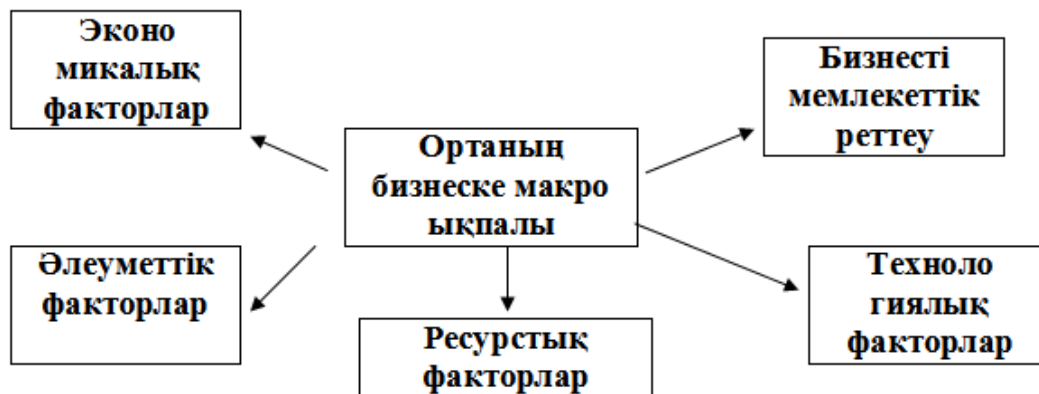 Эконо
микалық
факторлар
Бизнесті
мемлекеттік
реттеу
Ортаның
бизнеске макро
ықпалы
Әлеуметтік
факторлар
Ресурстық
факторлар
Техноло
гиялық
факторлар